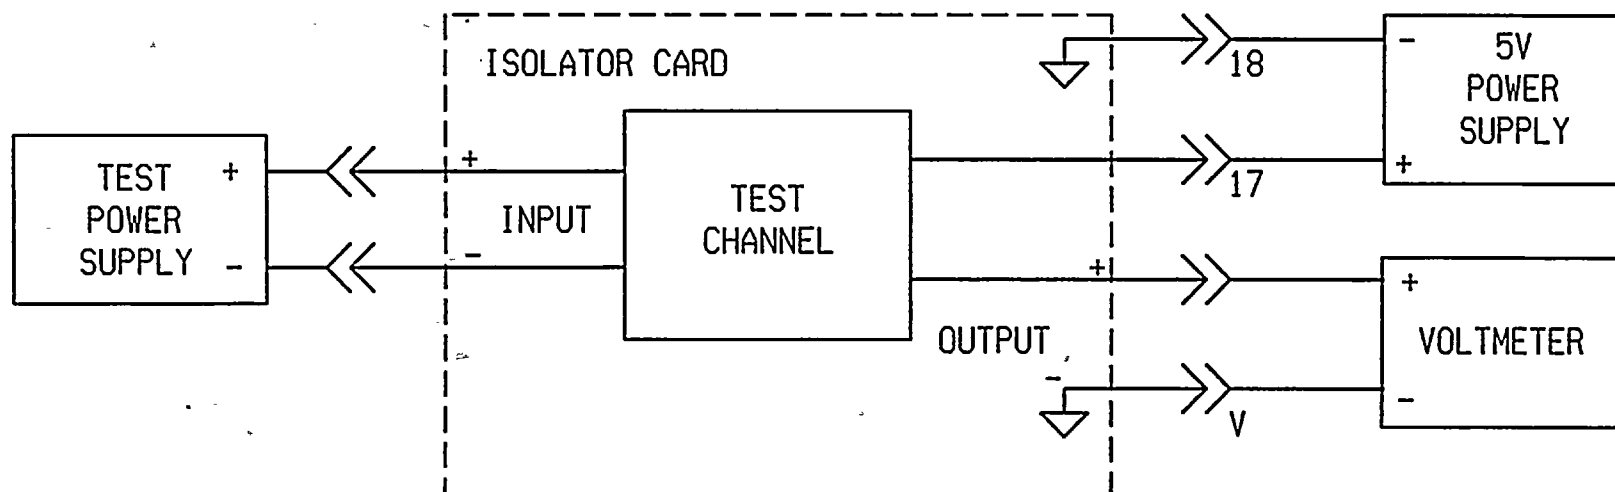 ISOLATOR CARD
- 5V
18
POWER
SUPPLY
+
17
TEST +
POWER
SUPPLY -
+
INPUT
-
TEST
CHANNEL
+
OUTPUT
-
+
VOLTMETER
-
V